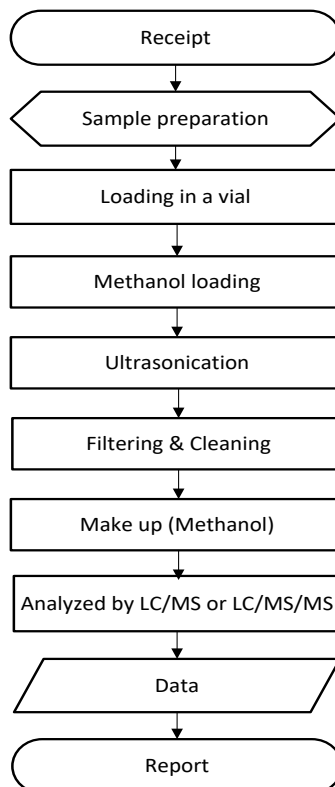 Receipt
Sample preparation
Loading in a vial
Methanol loading
Ultrasonication
Filtering & Cleaning
Make up (Methanol)
Analyzed by LC/MS or LC/MS/MS
Data
Report